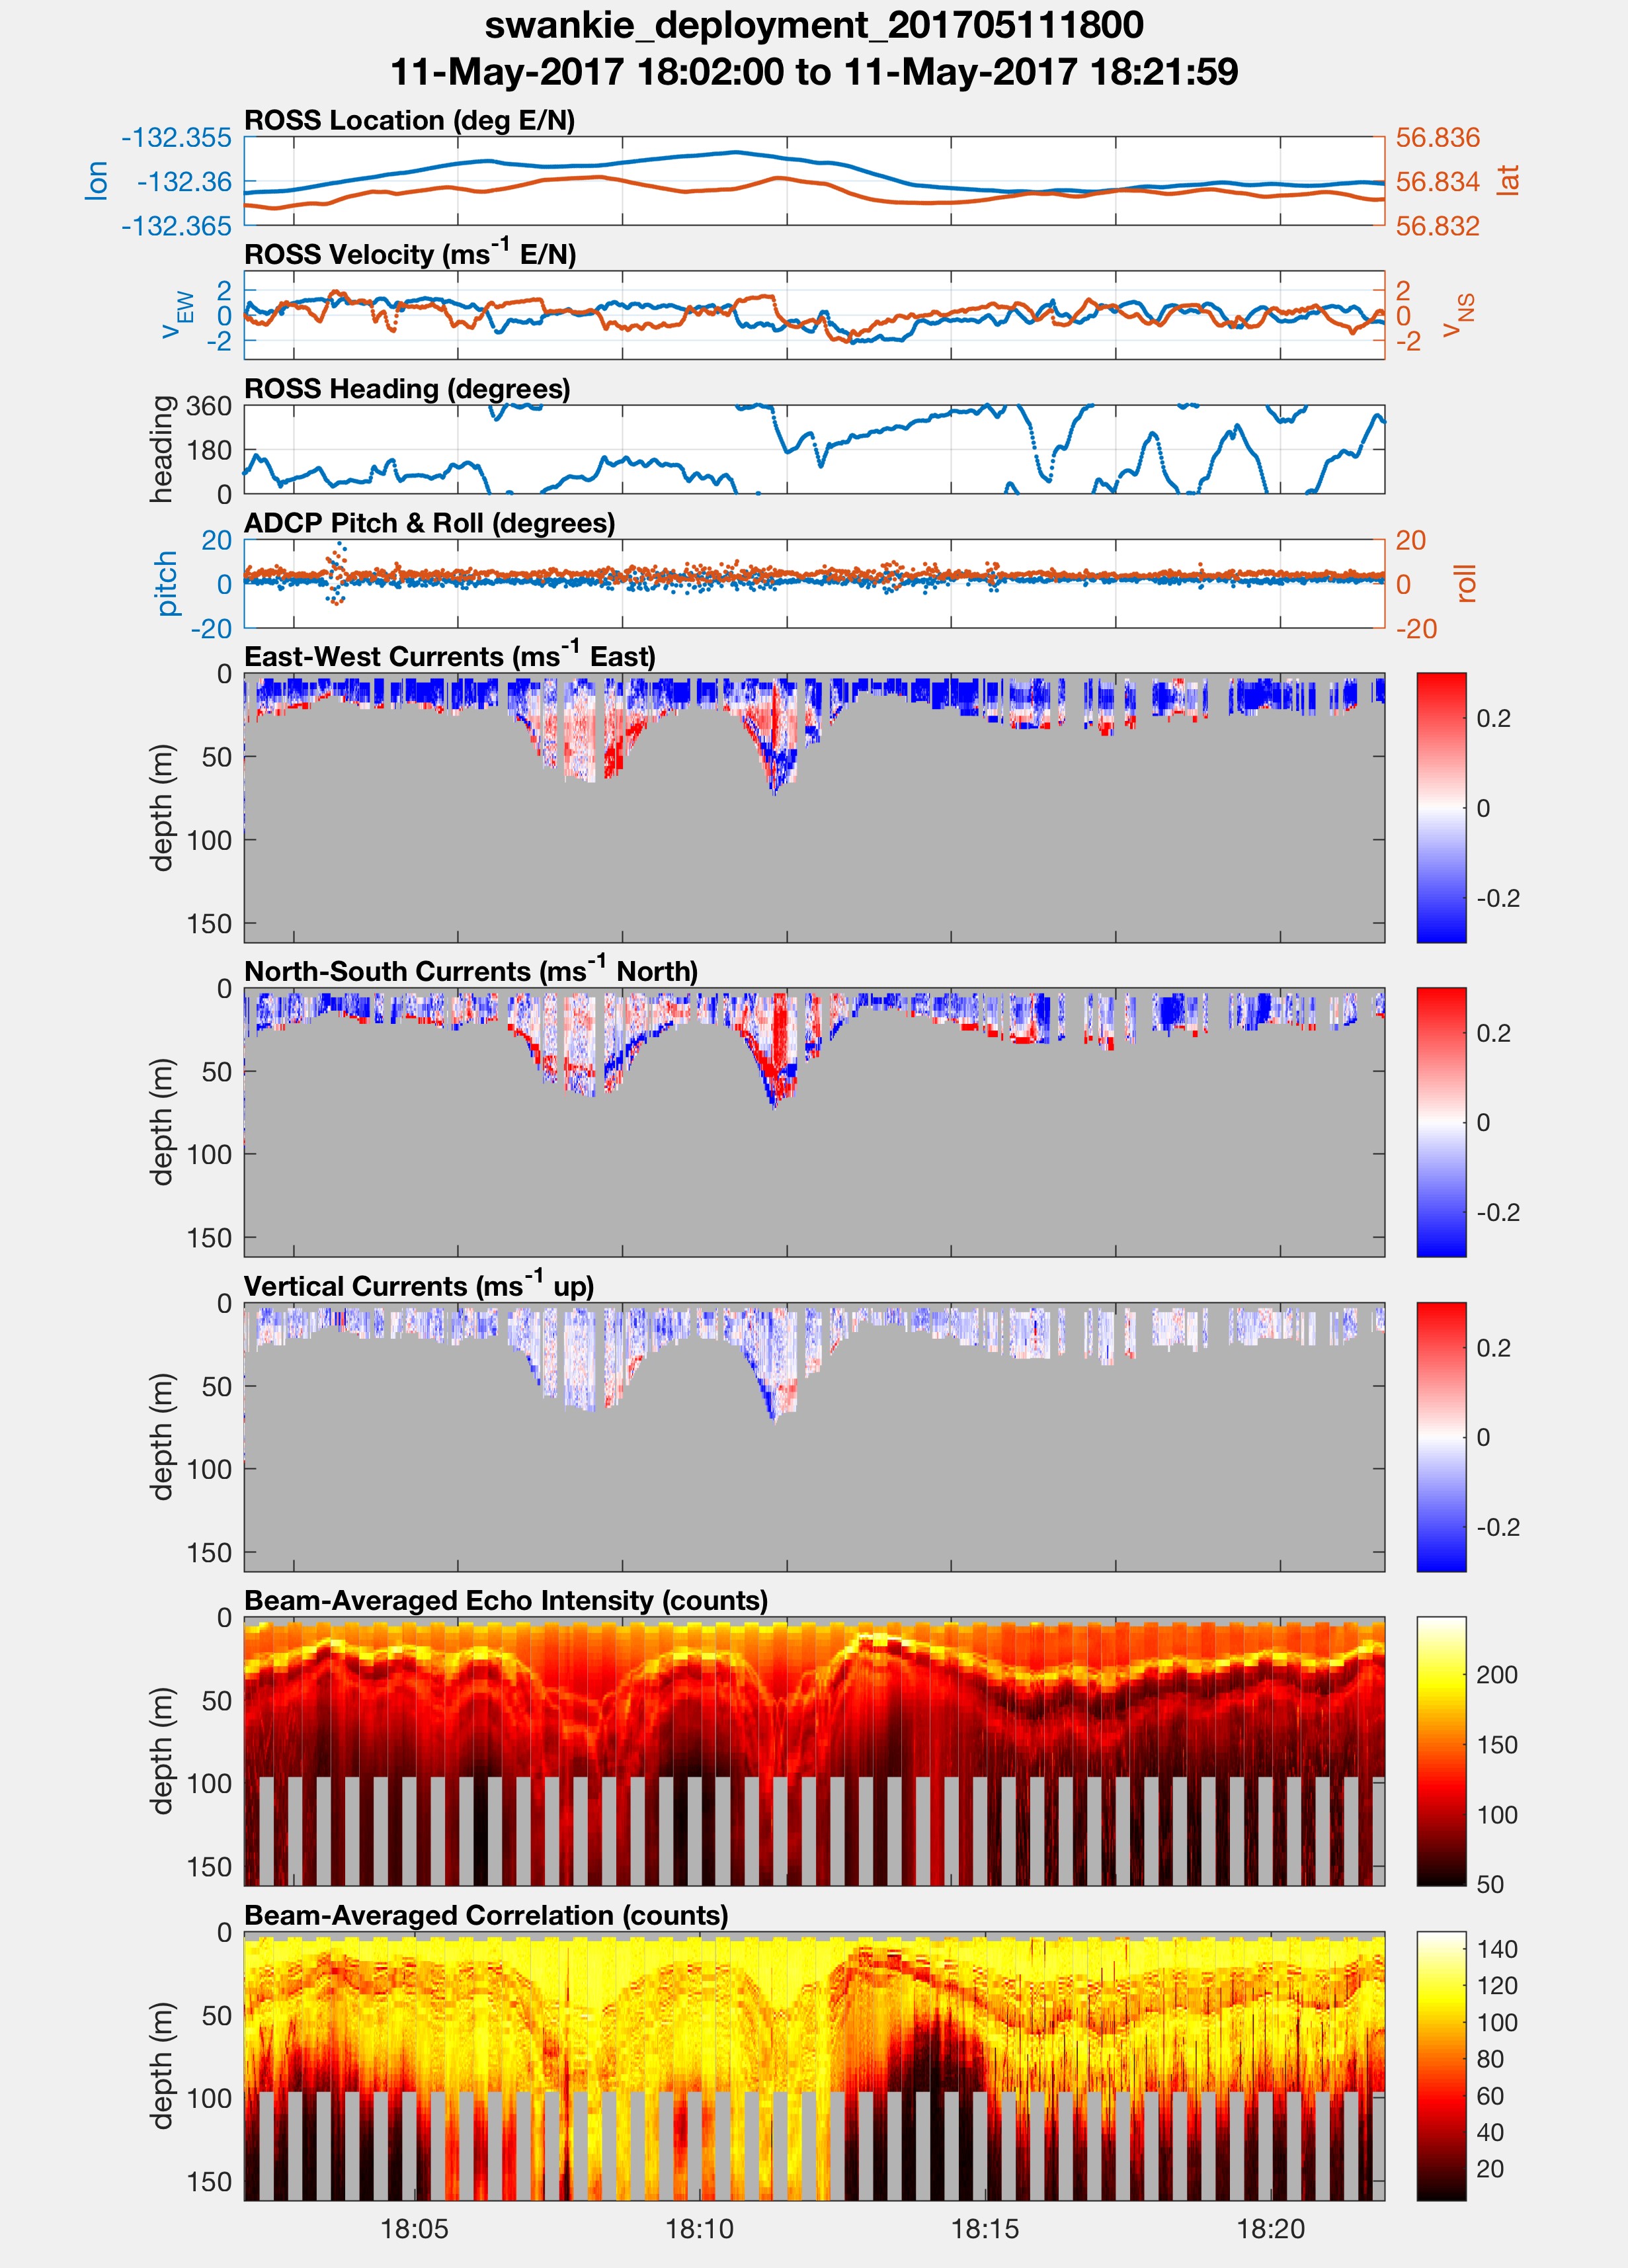 swankie_deployment_201705111800
11-May-2017 18:02:00 to 11-May-2017 18:21:59
ROSS Location (deg E/N)
-132.355
-132.36
-132.365
lon
56.836
56.834
56.832
lat
ROSS Velocity (ms-1 E/N)
2
0
-2
vEW
2
0
-2
vNS
ROSS Heading (degrees)
360
180
0
heading
ADCP Pitch & Roll (degrees)
20
0
-20
pitch
20
0
-20
roll
East-West Currents (ms-1 East)
0
50
100
150
depth (m)
0.2
0
-0.2
North-South Currents (ms-1 North)
0
50
100
150
depth (m)
0.2
0
-0.2
Vertical Currents (ms-1 up)
0
50
100
150
depth (m)
0.2
0
-0.2
Beam-Averaged Echo Intensity (counts)
0
50
100
150
depth (m)
200
150
100
50
Beam-Averaged Correlation (counts)
0
50
100
150
depth (m)
140
120
100
80
60
40
20
18:05 18:10 18:15 18:20